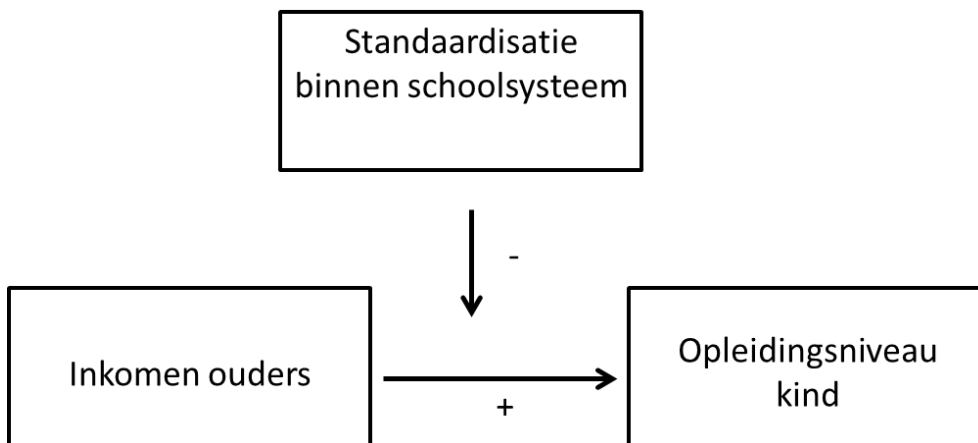 Standaardisatie
binnen schoolsysteem
-
Inkomen ouders
+
Opleidingsniveau
kind